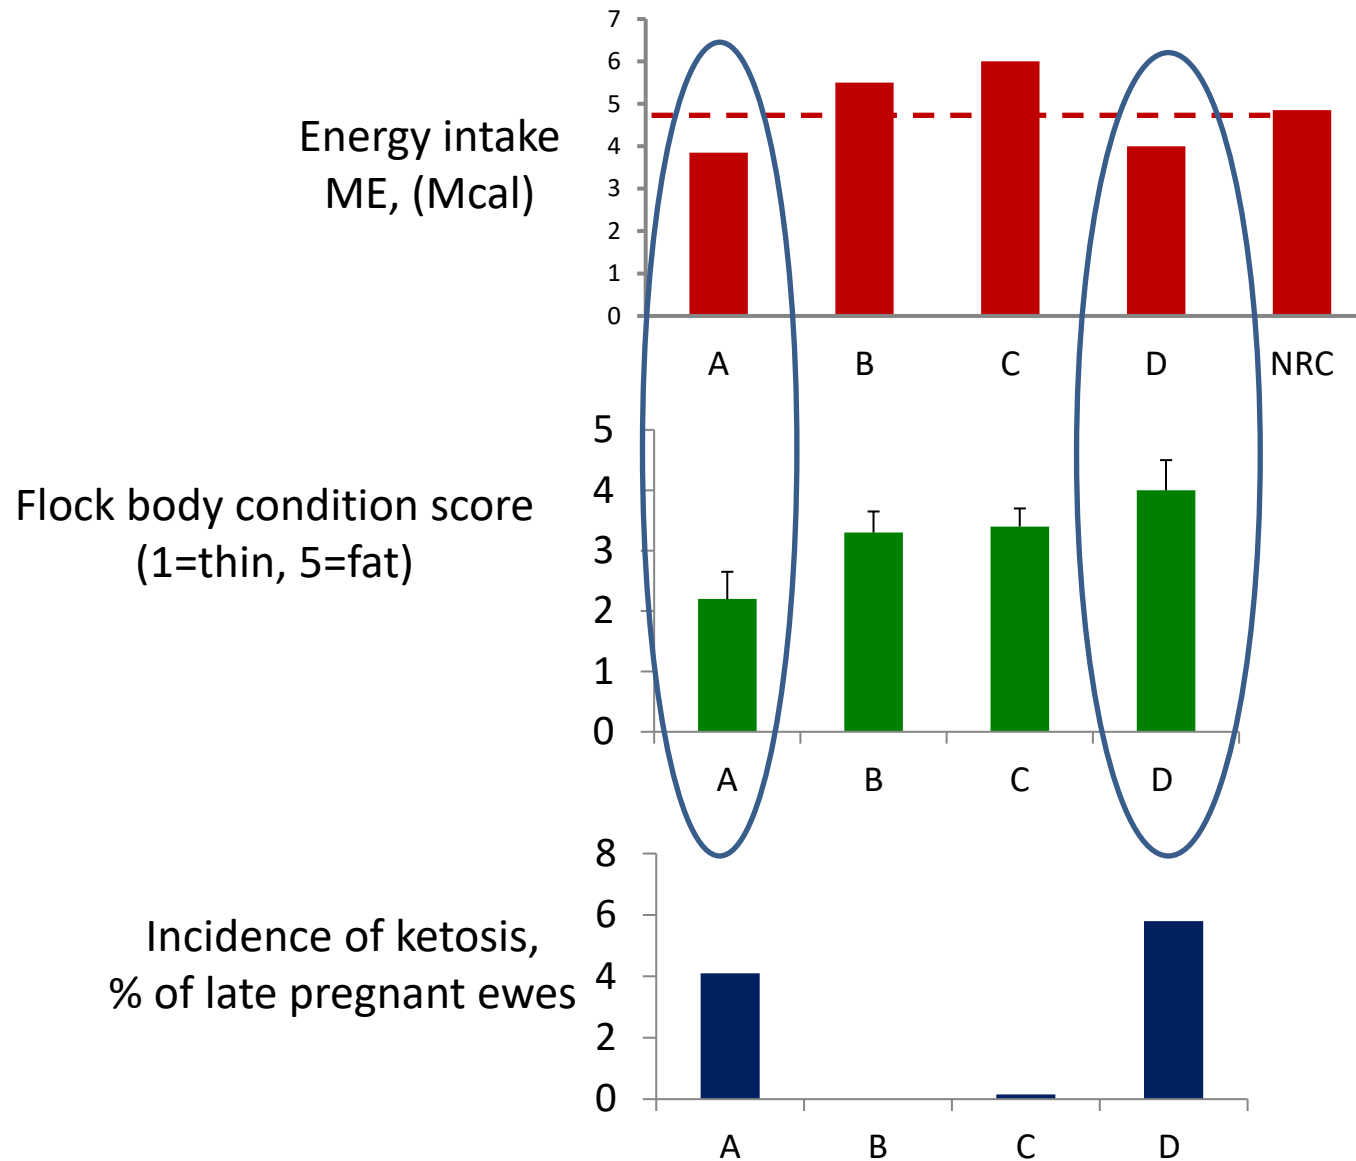 7
6
5
4
3
2
1
0
Energy intake
ME, (Mcal)
A B C D NRC
5
4
3
2
1
0
Flock body condition score
(1=thin, 5=fat)
A B C D
8
6
4
2
0
Incidence of ketosis,
% of late pregnant ewes
A B C D